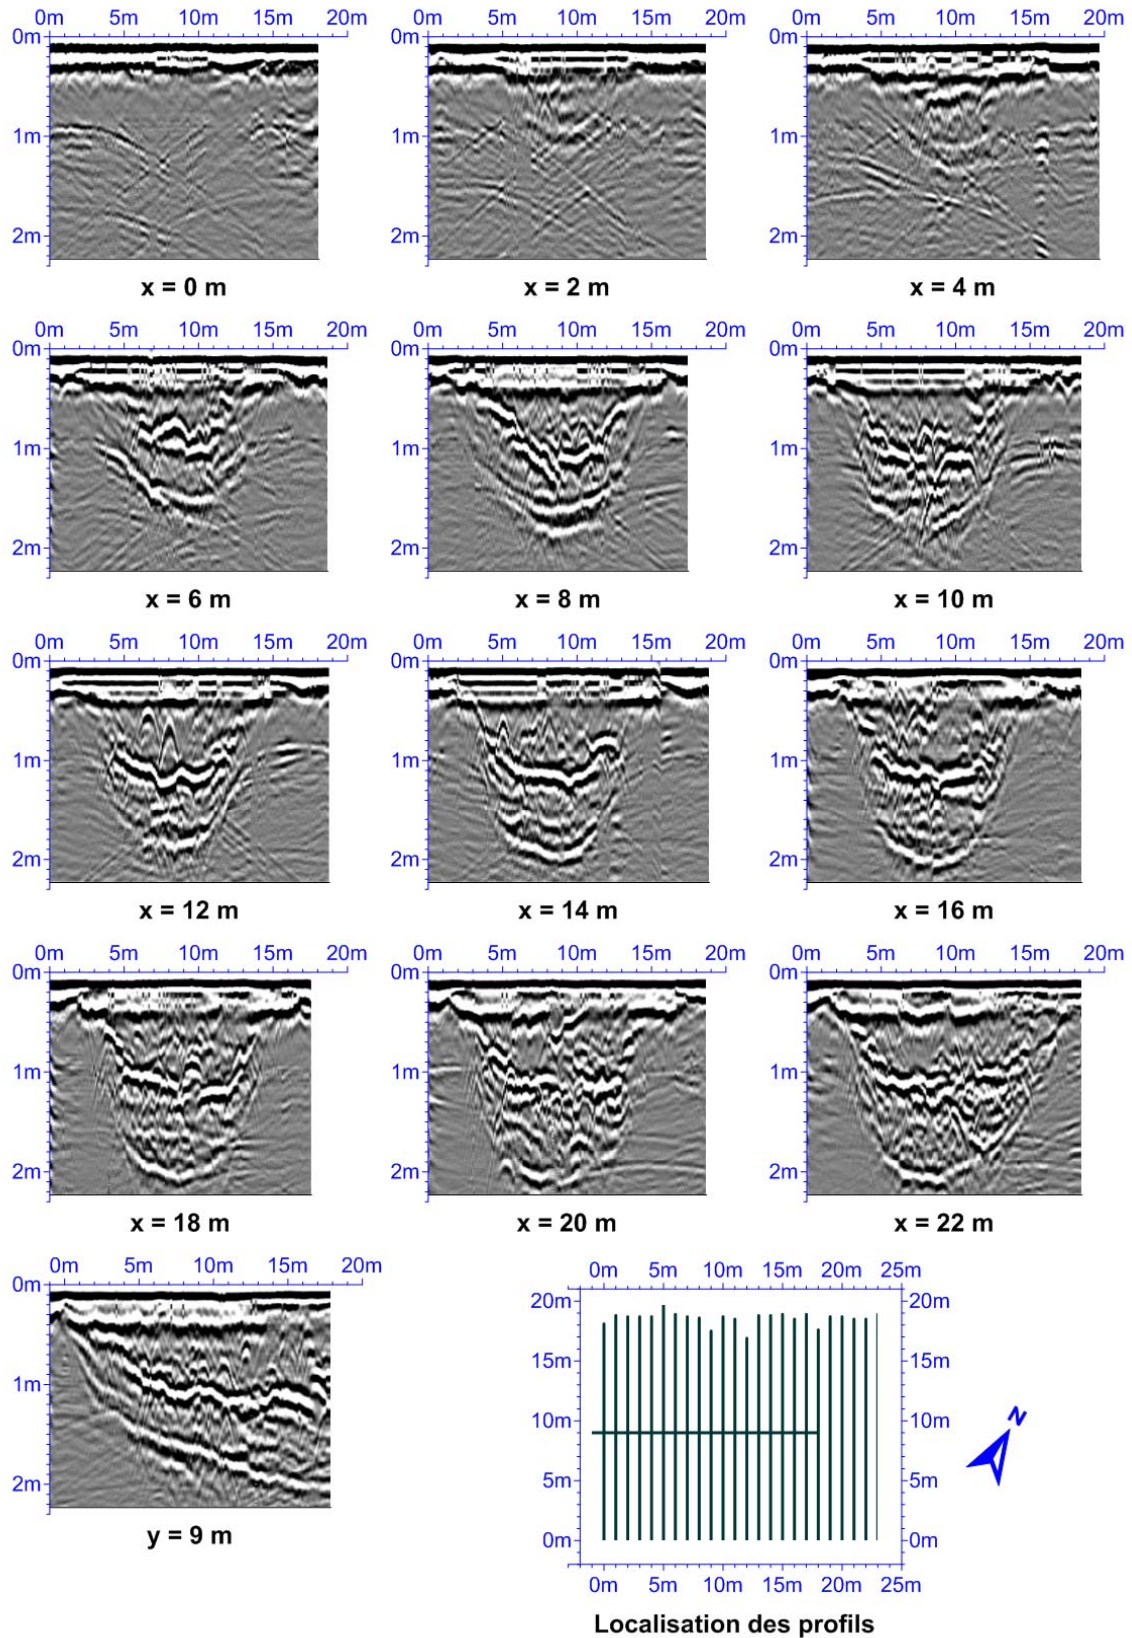 0m 5m 10m 15m 20m 0m 5m 10m 15m 20m 0m 5m 10m 15m 20m
0m 0m 0m
1m 1m 1m
2m 2m 2m
x = 0 m x = 2 m x = 4 m
0m 5m 10m 15m 20m 0m 5m 10m 15m 20m 0m 5m 10m 15m 20m
0m 0m 0m
1m 1m 1m
2m 2m 2m
x = 6 m x = 8 m x = 10 m
0m 5m 10m 15m 20m 0m 5m 10m 15m 20m 0m 5m 10m 15m 20m
0m 0m 0m
1m 1m 1m
2m 2m 2m
x = 12 m x = 14 m x = 16 m
0m 5m 10m 15m 20m 0m 5m 10m 15m 20m 0m 5m 10m 15m 20m
0m 0m 0m
1m 1m 1m
2m 2m 2m
x = 18 m x = 20 m x = 22 m
0m 5m 10m 15m 20m
0m
1m
2m
y = 9 m
0m 5m 10m 15m 20m 25m
20m 20m
15m 15m
10m 10m
5m 5m
0m 0m
0m 5m 10m 15m 20m 25m
N
Localisation des profils